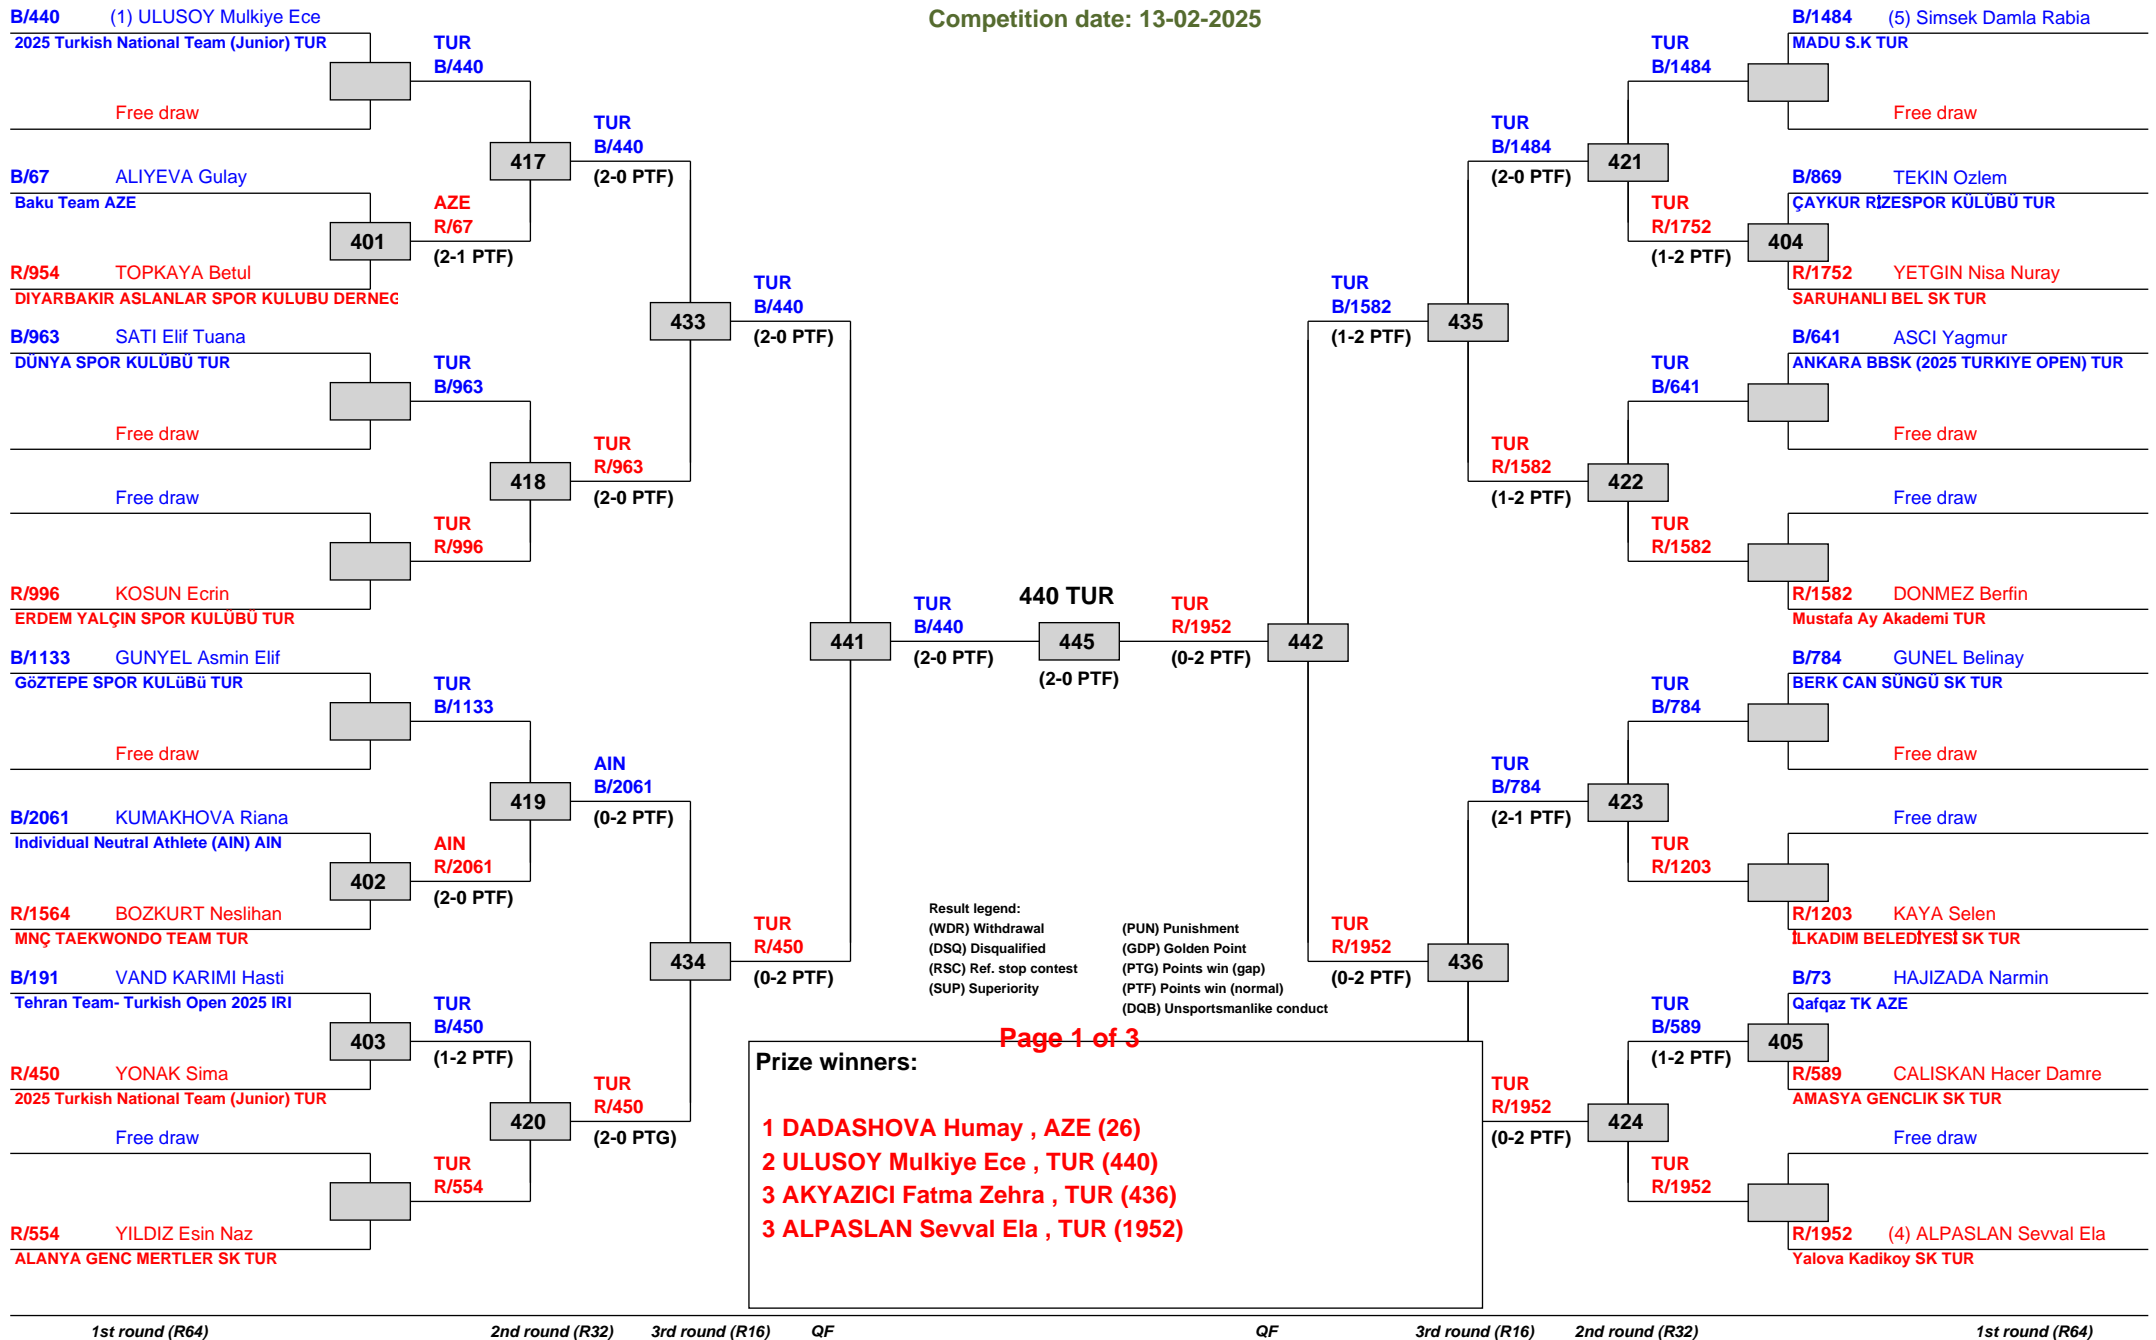 Competition date: 13-02-2025
B/440 (1) ULUSOY Mulkiye Ece
2025 Turkish National Team (Junior) TUR
Free draw
B/67 ALIYEVA Gulay
Baku Team AZE
401
R/954 TOPKAYA Betul
DIYARBAKIR ASLANLAR SPOR KULUBU DERNEG
B/963 SATI Elif Tuana
DÜNYA SPOR KULÜBÜ TUR
Free draw
Free draw
R/996 KOSUN Ecrin
ERDEM YALÇIN SPOR KULÜBÜ TUR
B/1133 GUNYEL Asmin Elif
GöZTEPE SPOR KULüBü TUR
Free draw
B/2061 KUMAKHOVA Riana
Individual Neutral Athlete (AIN) AIN
402
R/1564 BOZKURT Neslihan
MNÇ TAEKWONDO TEAM TUR
B/191 VAND KARIMI Hasti
Tehran Team- Turkish Open 2025 IRI
403
R/450 YONAK Sima
2025 Turkish National Team (Junior) TUR
Free draw
R/554 YILDIZ Esin Naz
ALANYA GENC MERTLER SK TUR
TUR
B/440
417
AZE
R/67
(2-1 PTF)
TUR
B/963
418
TUR
R/996
TUR
B/1133
419
AIN
R/2061
(2-0 PTF)
TUR
B/450
(1-2 PTF)
420
TUR
R/554
TUR
B/440
(2-0 PTF)
433
TUR
R/963
(2-0 PTF)
AIN
B/2061
(0-2 PTF)
434
TUR
R/450
(2-0 PTG)
TUR
B/440
(2-0 PTF)
441
TUR
R/450
(0-2 PTF)
TUR
B/440
(2-0 PTF)
440 TUR
445
(2-0 PTF)
TUR
R/1952
(0-2 PTF)
442
TUR
B/1582
(1-2 PTF)
TUR
R/1952
(0-2 PTF)
435
436
TUR
B/1484
(2-0 PTF)
TUR
R/1582
(1-2 PTF)
TUR
B/784
(2-1 PTF)
TUR
R/1952
(0-2 PTF)
421
422
423
424
TUR
B/1484
TUR
R/1752
(1-2 PTF)
TUR
B/641
TUR
R/1582
TUR
B/784
TUR
R/1203
TUR
B/589
(1-2 PTF)
TUR
R/1952
B/1484 (5) Simsek Damla Rabia
MADU S.K TUR
Free draw
B/869 TEKIN Ozlem
ÇAYKUR RİZESPOR KÜLÜBÜ TUR
404
R/1752 YETGIN Nisa Nuray
SARUHANLI BEL SK TUR
B/641 ASCI Yagmur
ANKARA BBSK (2025 TURKIYE OPEN) TUR
Free draw
Free draw
R/1582 DONMEZ Berfin
Mustafa Ay Akademi TUR
B/784 GUNEL Belinay
BERK CAN SÜNGÜ SK TUR
Free draw
Free draw
R/1203 KAYA Selen
İLKADIM BELEDİYESİ SK TUR
B/73 HAJIZADA Narmin
Qafqaz TK AZE
405
R/589 CALISKAN Hacer Damre
AMASYA GENCLIK SK TUR
Free draw
R/1952 (4) ALPASLAN Sevval Ela
Yalova Kadikoy SK TUR
Result legend:
(WDR) Withdrawal (PUN) Punishment
(DSQ) Disqualified (GDP) Golden Point
(RSC) Ref. stop contest (PTG) Points win (gap)
(SUP) Superiority (PTF) Points win (normal)
(DQB) Unsportsmanlike conduct
Page 1 of 3
Prize winners:
1 DADASHOVA Humay , AZE (26)
2 ULUSOY Mulkiye Ece , TUR (440)
3 AKYAZICI Fatma Zehra , TUR (436)
3 ALPASLAN Sevval Ela , TUR (1952)
1st round (R64) 2nd round (R32) 3rd round (R16) QF QF 3rd round (R16) 2nd round (R32) 1st round (R64)